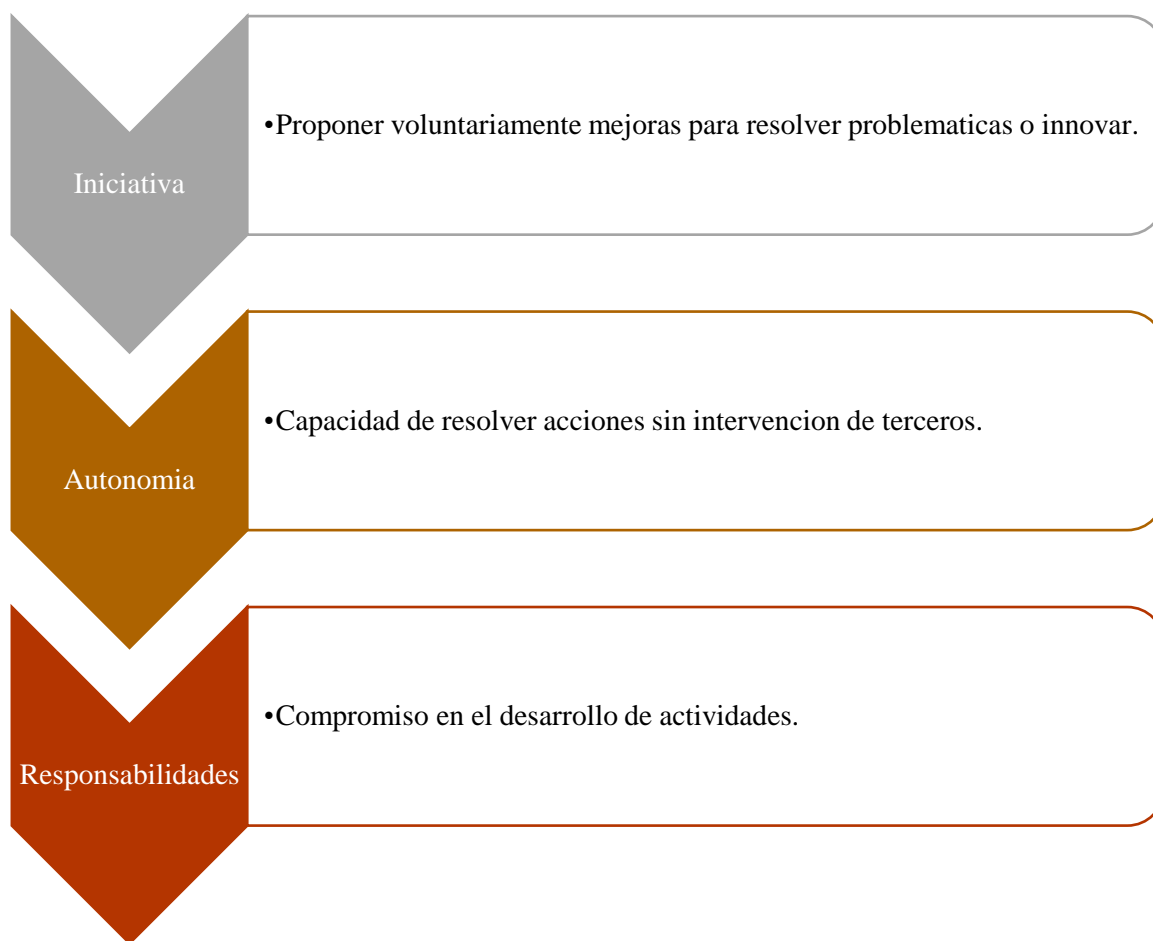 Iniciativa
•Proponer voluntariamente mejoras para resolver problematicas o innovar.
Autonomia
•Capacidad de resolver acciones sin intervencion de terceros.
Responsabilidades
•Compromiso en el desarrollo de actividades.